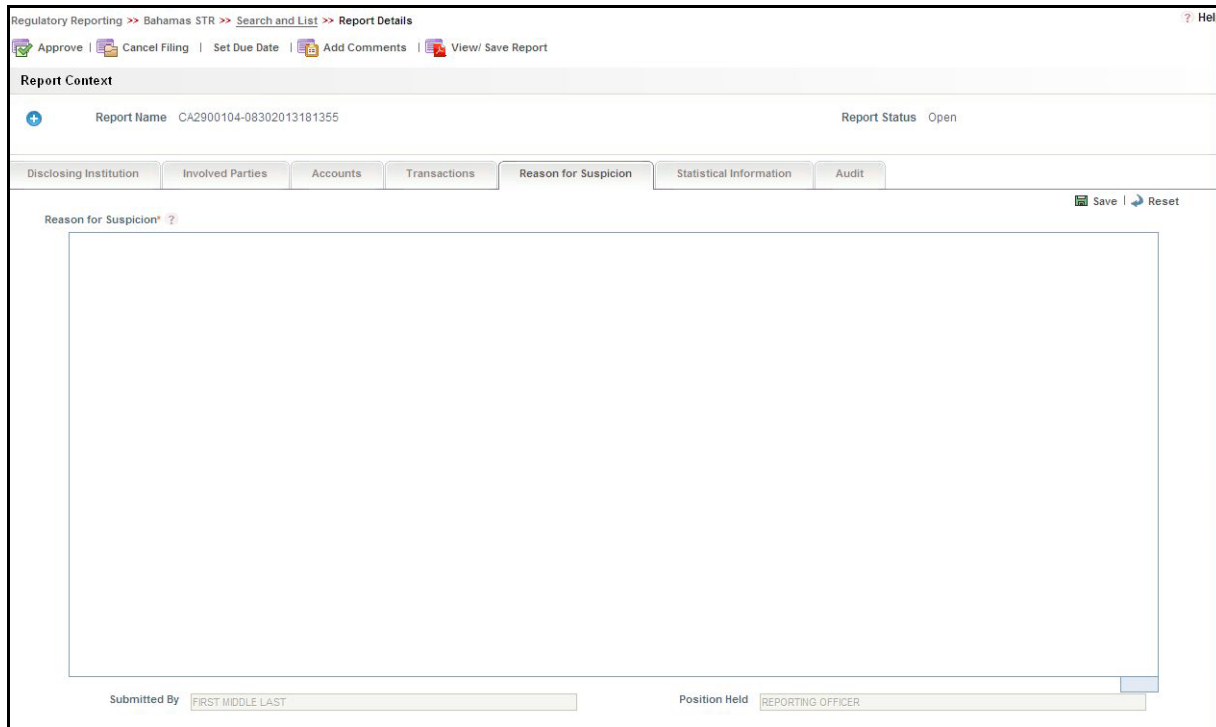 Regulatory Reporting >> Bahamas STR >> Search and List >> Report Details ? Hel
Approve | Cancel Filing | Set Due Date | Add Comments | View/ Save Report
Report Context
Report Name CA2900104-08302013181355 Report Status Open
Disclosing Institution Involved Parties Accounts Transactions Reason for Suspicion Statistical Information Audit
Save | Reset
Reason for Suspicion* ?
Submitted By FIRST MIDDLE LAST Position Held REPORTING OFFICER